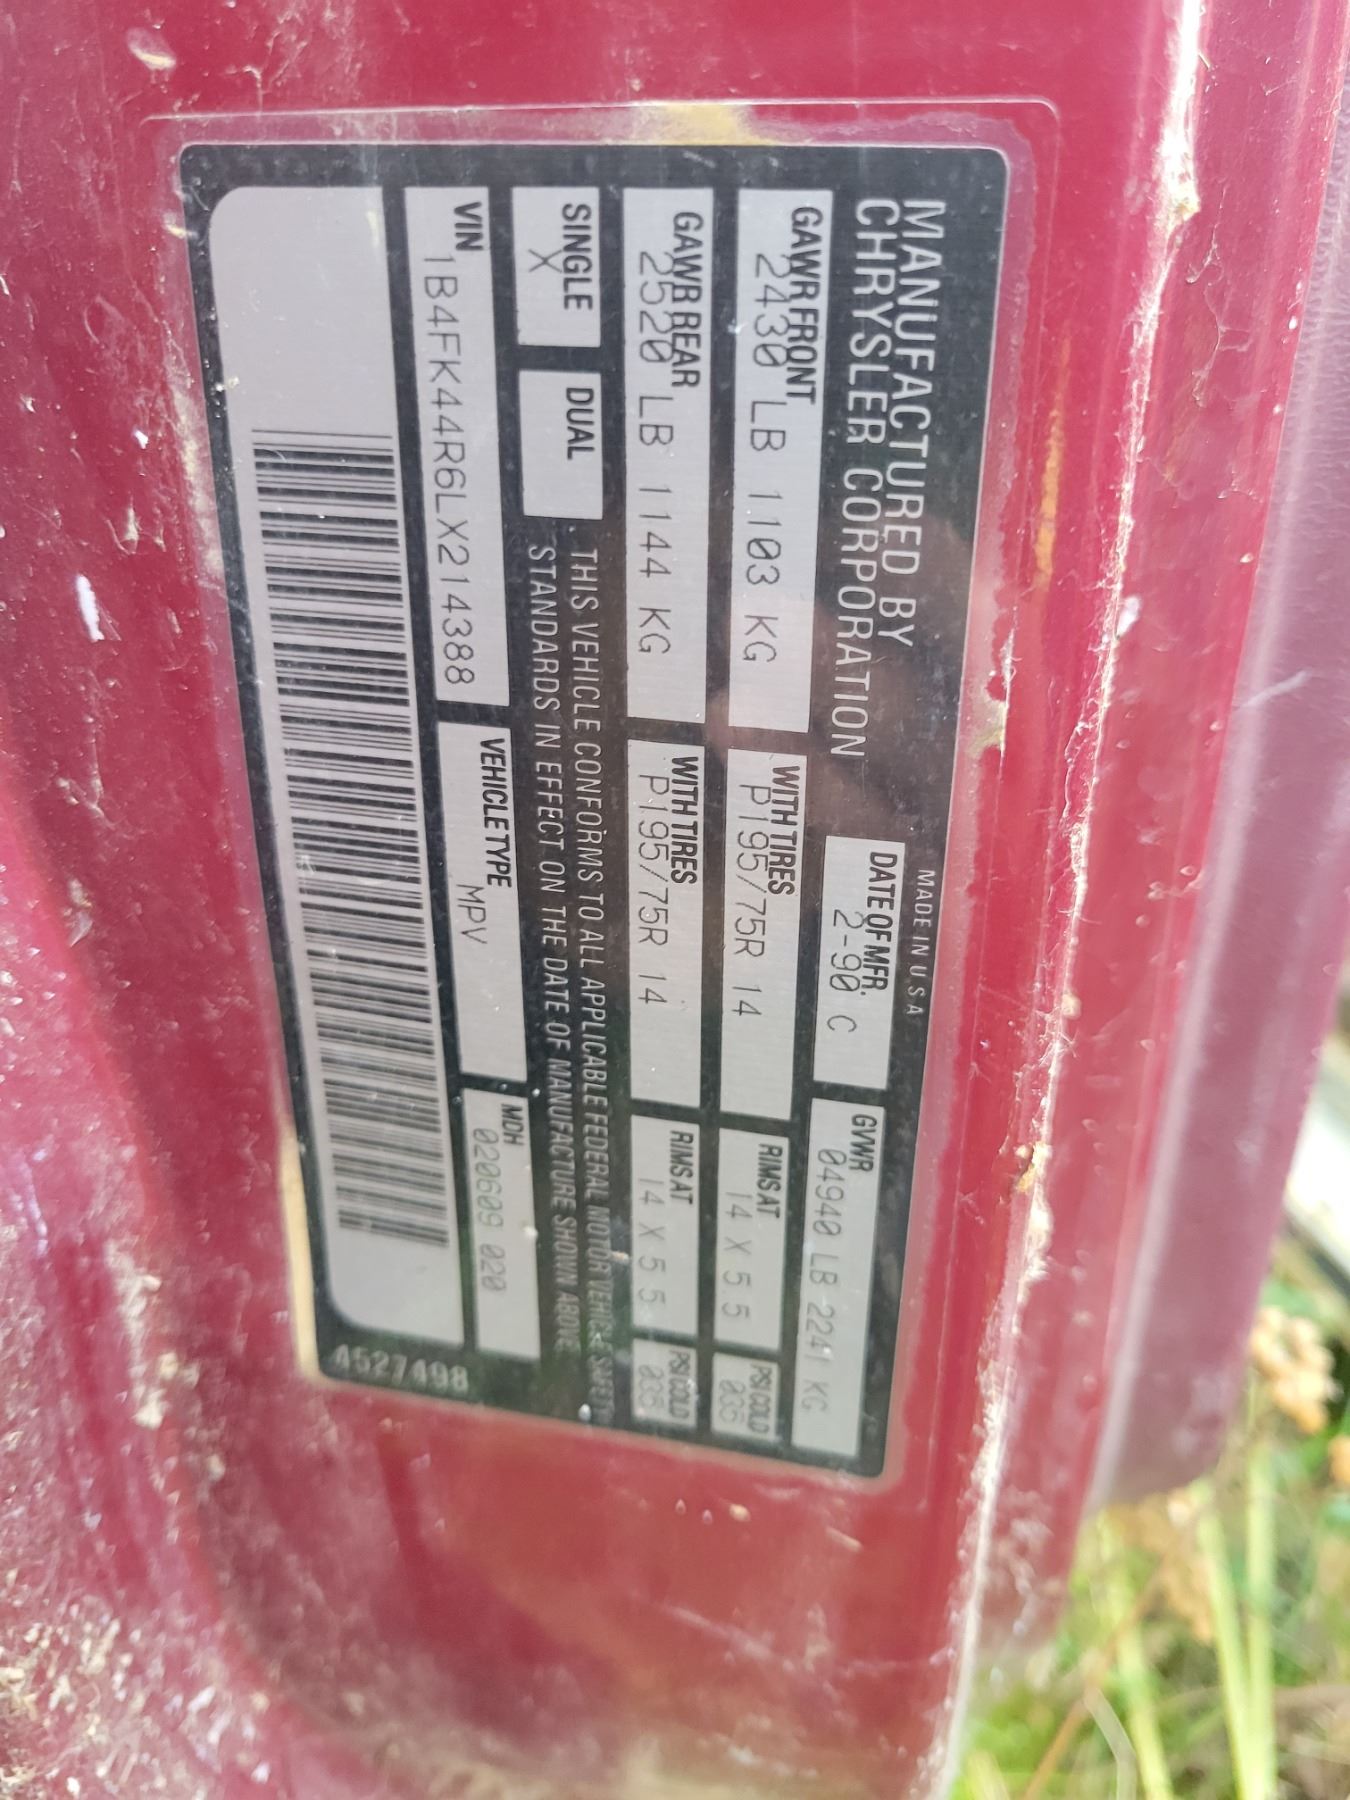 MANUFACTURED BY
CHRYSLER CORPORATION
MADE IN U S A
DATE OF MFR.
2-90 C
GVWR
04940 LB 2241 KG
GAWR FRONT
2430 LB 1103 KG
WITH TIRES
P195/75R 14
RIMS AT
14 X 5.5
PSI COLD
035
GAWR REAR
2520 LB 1144 KG
WITH TIRES
P195/75R 14
RIMS AT
14 X 5 5
PSI COLD
035
SINGLE
X
DUAL
THIS VEHICLE CONFORMS TO ALL APPLICABLE FEDERAL MOTOR VEHICLE SAFETY
STANDARDS IN EFFECT ON THE DATE OF MANUFACTURE SHOWN ABOVE
VIN
1B4FK44R6LX214388
VEHICLE TYPE
MPV
MDH
020609 020
4527498